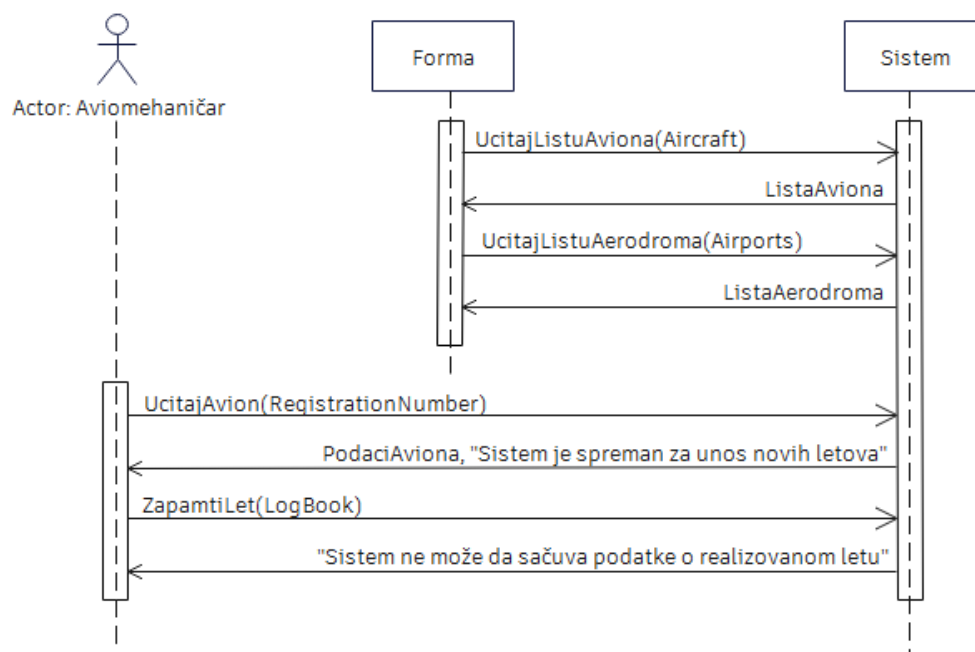 Forma
Sistem
Actor: Aviomehaničar
UcitajListuAviona(Aircraft)
ListaAviona
UcitajListuAerodroma(Airports)
ListaAerodroma
UcitajAvion(RegistrationNumber)
PodaciAviona, "Sistem je spreman za unos novih letova"
ZapamtiLet(LogBook)
"Sistem ne može da sačuva podatke o realizovanom letu"